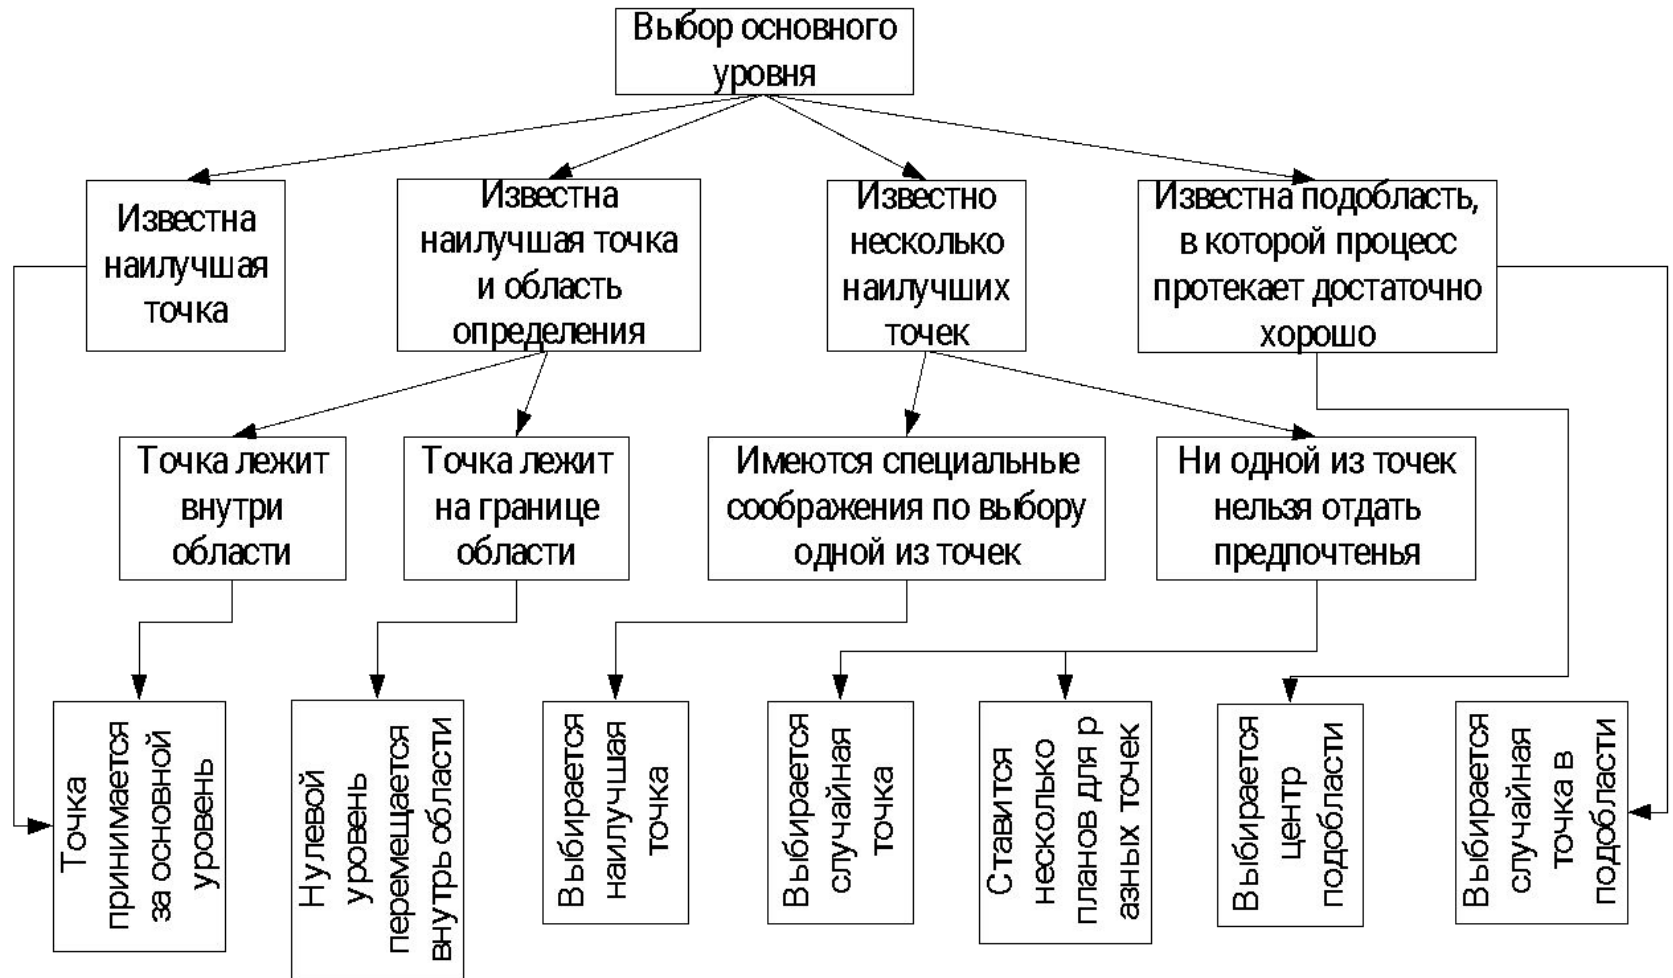 Выбор основного
уровня
Известна
наилучшая
точка
Известна
наилучшая точка
и область
определения
Известно
несколько
наилучших
точек
Известна подобласть,
в которой процесс
протекает достаточно
хорошо
Точка лежит
внутри
области
Точка лежит
на границе
области
Имеются специальные
соображения по выбору
одной из точек
Ни одной из точек
нельзя отдать
предпочтенья
Точка
принимается
за основной
уровень
Нулевой
уровень
перемещается
внутрь области
Выбирается
наилучшая
точка
Выбирается
случайная
точка
Ставится
несколько
планов для р
азных точек
Выбирается
центр
подобласти
Выбирается
случайная
точка в
подобласти